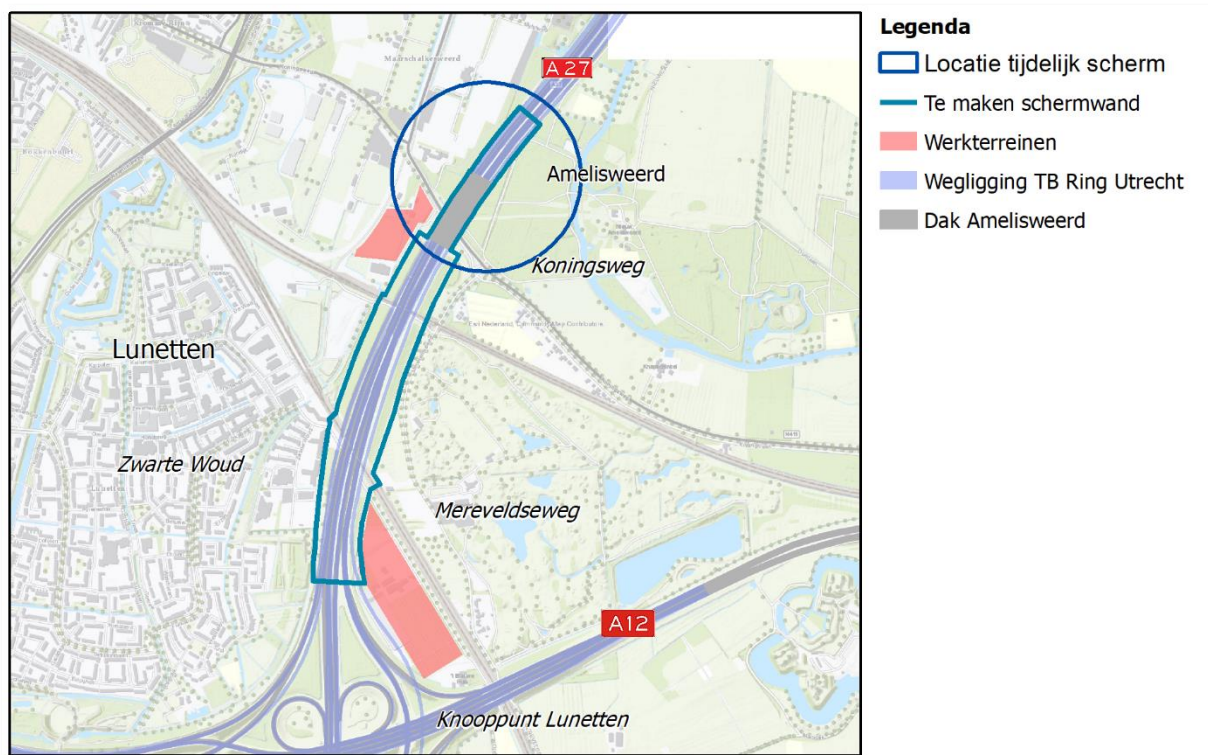 Maarschalkerweerd
A 27
Amelisweerd
Koningsweg
Lunetten
Zwarte Woud
Mereveldseweg
A12
Knooppunt Lunetten
Legenda
Locatie tijdelijk scherm
Te maken schermwand
Werkterreinen
Wegligging TB Ring Utrecht
Dak Amelisweerd